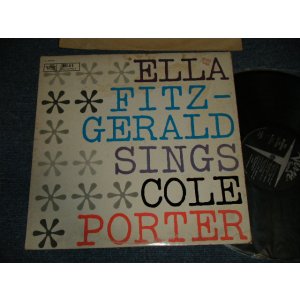 ELLA
FITZ-
GERALD
SINGS
COLE
PORTER